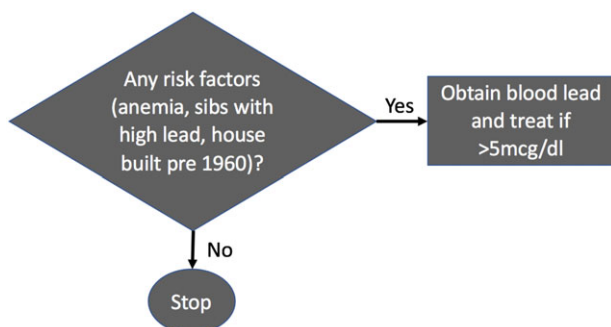 Any risk factors
(anemia, sibs with
high lead, house
built pre 1960)?
Yes
Obtain blood lead
and treat if
>5mcg/dl
No
Stop